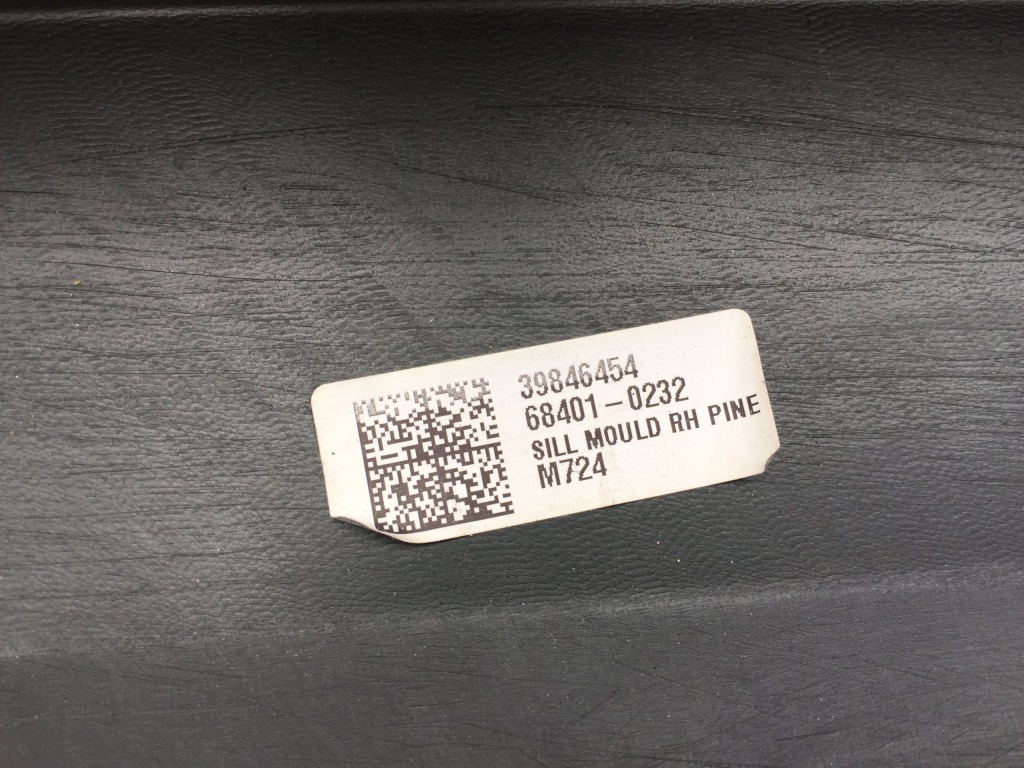 39846454
68401-0232
SILL MOULD RH PINE
M724